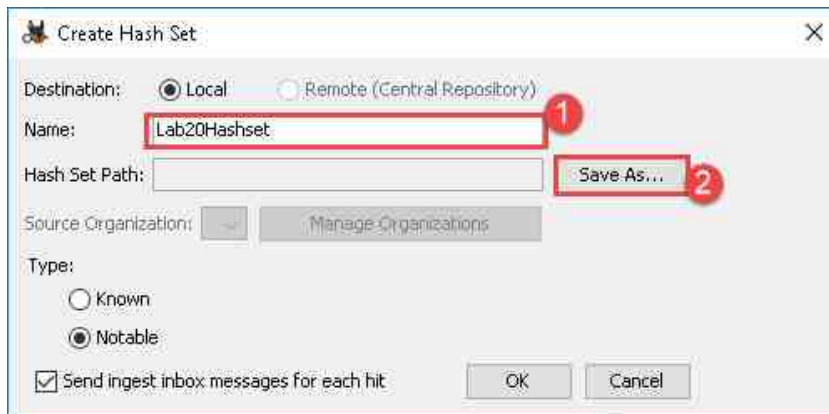 Create Hash Set
Destination: Local Remote (Central Repository)
1
Name: Lab20Hashset
Hash Set Path: Save As...
2
Source Organization: Manage Organizations
Type:
Known
Notable
Send ingest inbox messages for each hit OK Cancel